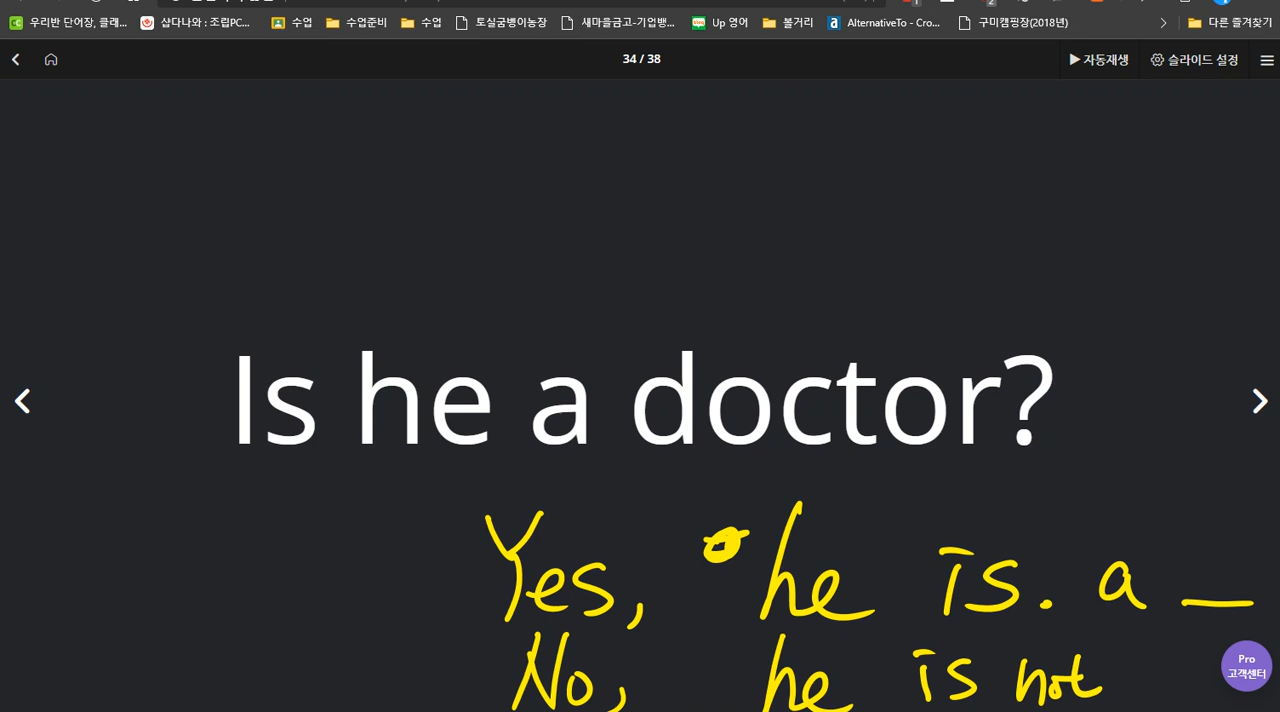 우리반 단어장, 클래... 샵다나와 : 조립PC... 수업 수업준비 수업 토실굼벵이농장 새마을금고-기업뱅... Up 영어 볼거리 AlternativeTo - Cro... 구미캠핑장(2018년) 다른 즐겨찾기
34 / 38 ▶ 자동재생 슬라이드 설정
Is he a doctor?
Yes, he is. a __
No, he is not
Pro
고객센터